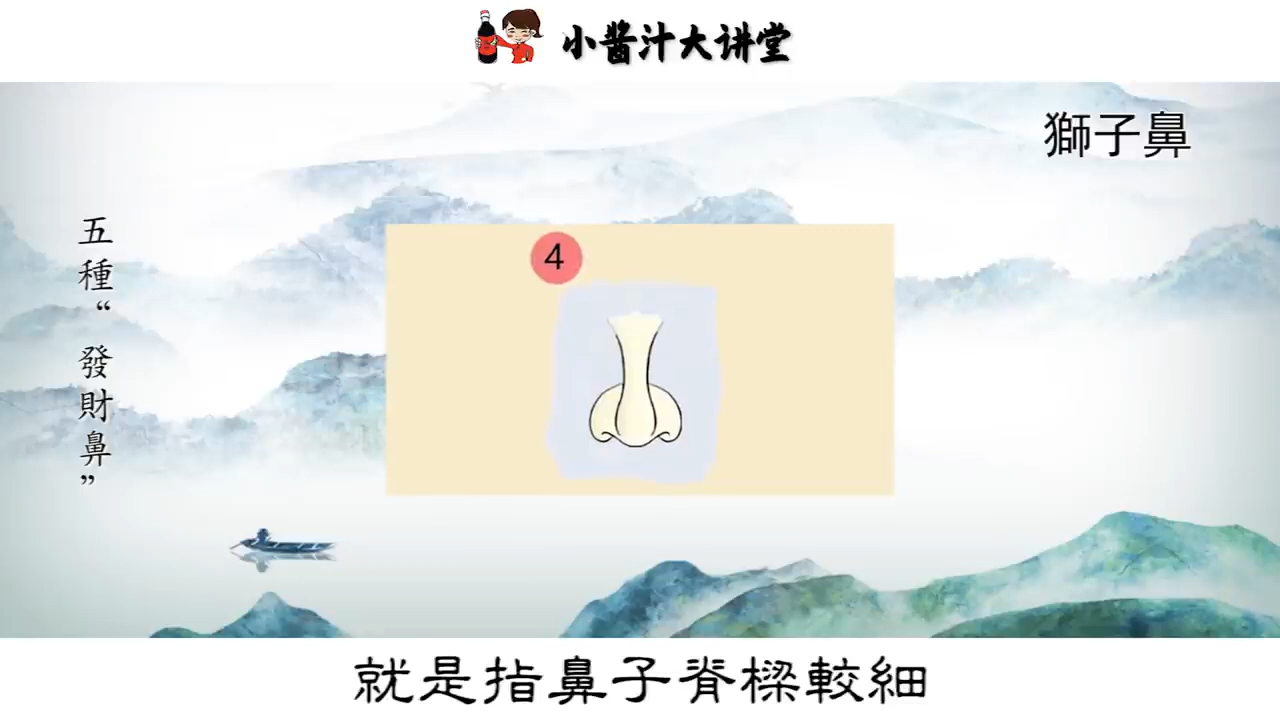 小酱汁大讲堂
獅子鼻
五種“發財鼻”
4
就是指鼻子脊樑較細